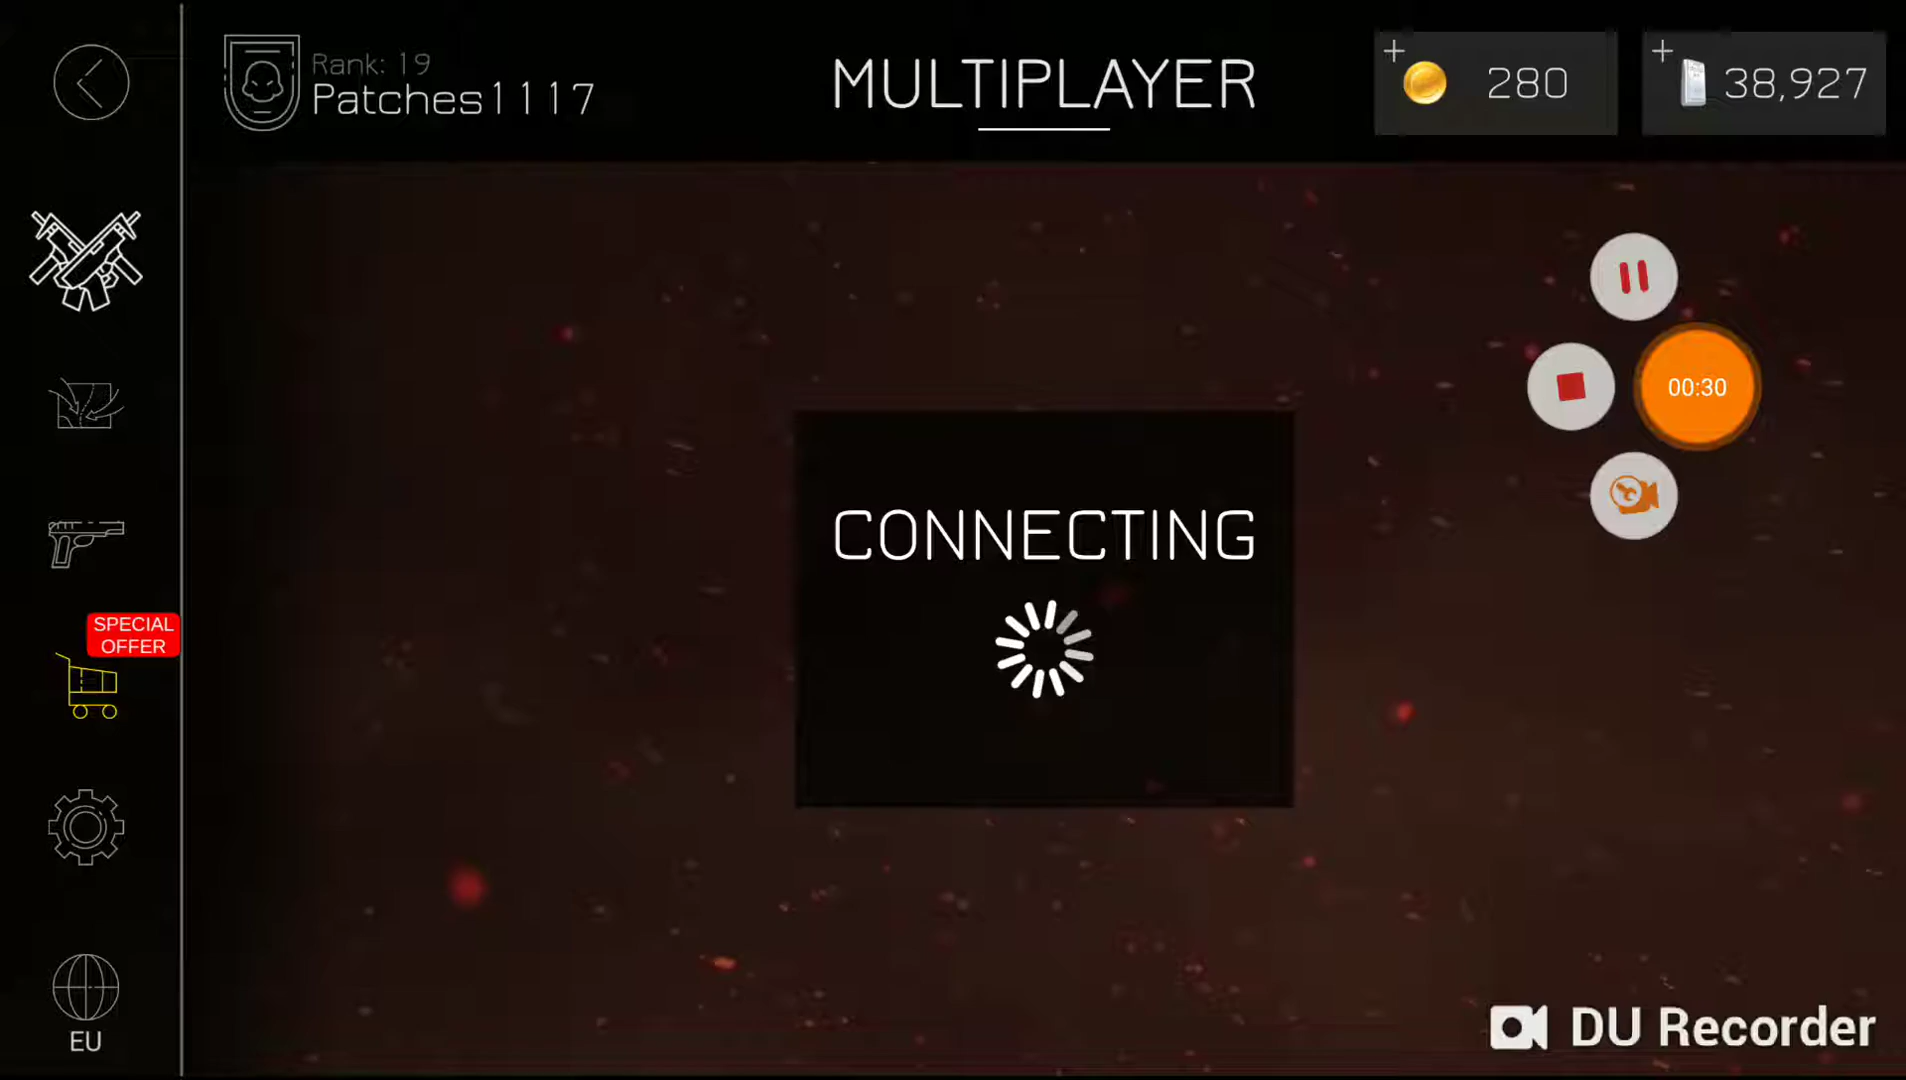 Rank: 19
Patches1117
MULTIPLAYER
280
38,927
00:30
CONNECTING
SPECIAL
OFFER
EU
DU Recorder